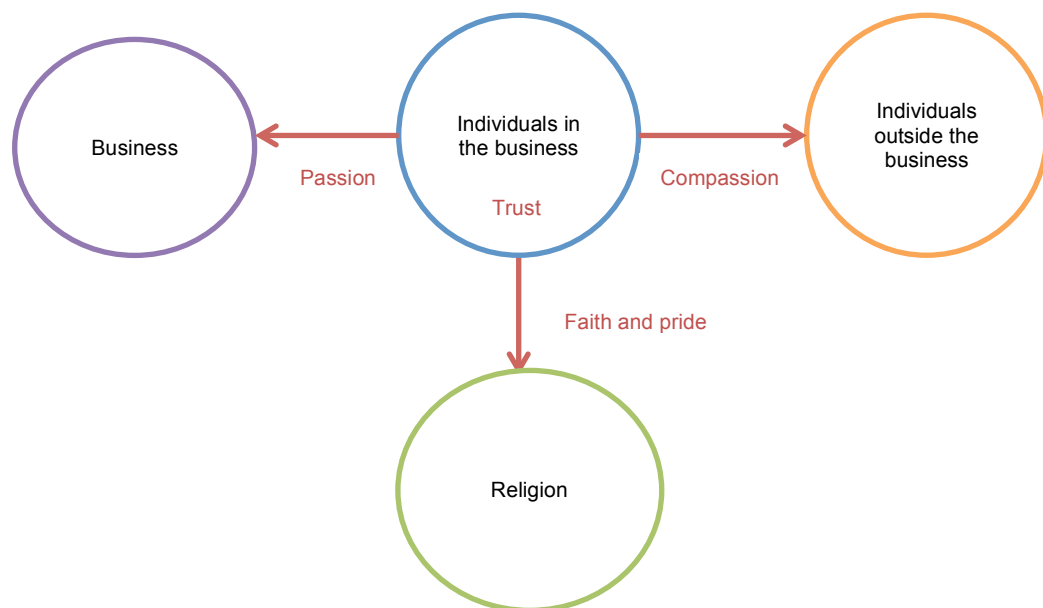 Business
Passion
Individuals in
the business
Trust
Compassion
Individuals
outside the
business
Faith and pride
Religion